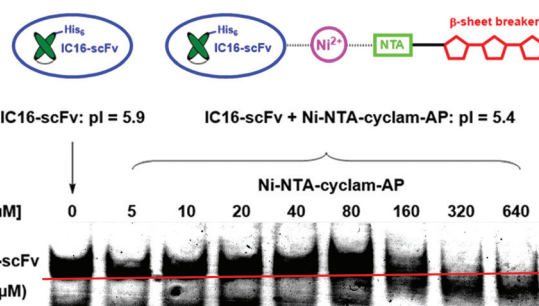 β-sheet breaker
His6
IC16-scFv
His6
IC16-scFv
Ni2+
NTA
IC16-scFv: pI = 5.9
IC16-scFv + Ni-NTA-cyclam-AP: pI = 5.4
Ni-NTA-cyclam-AP
µM] 0 5 10 20 40 80 160 320 640
-scFv
µM)